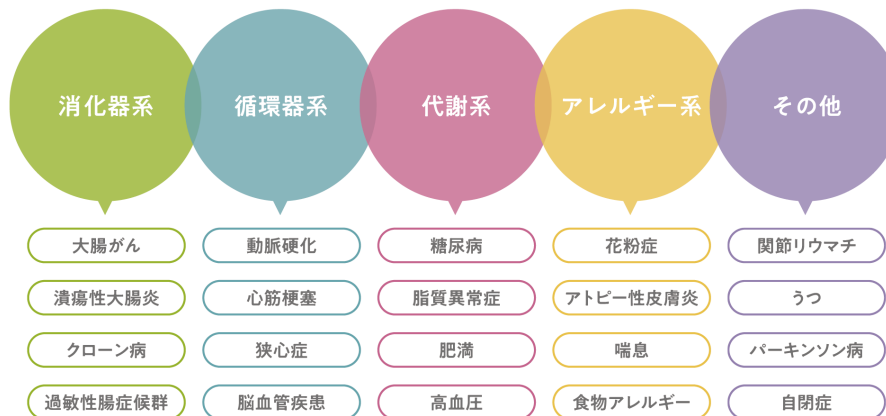 消化器系
循環器系
代謝系
アレルギー系
その他
大腸がん
動脈硬化
糖尿病
花粉症
関節リウマチ
潰瘍性大腸炎
心筋梗塞
脂質異常症
アトピー性皮膚炎
うつ
クローン病
狭心症
肥満
喘息
パーキンソン病
過敏性腸症候群
脳血管疾患
高血圧
食物アレルギー
自閉症